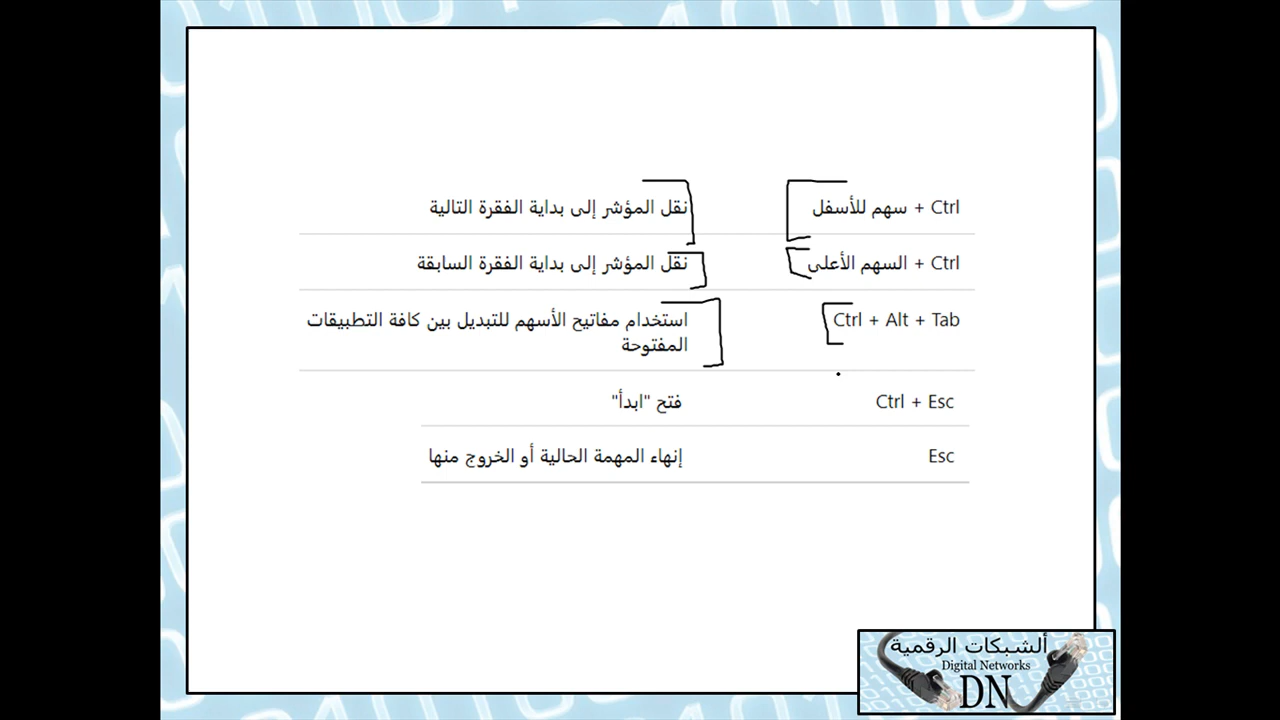 Ctrl + سهم للأسفل
نقل المؤشر إلى بداية الفقرة التالية
Ctrl + السهم الأعلى
نقل المؤشر إلى بداية الفقرة السابقة
Ctrl + Alt + Tab
استخدام مفاتيح الأسهم للتبديل بين كافة التطبيقات
المفتوحة
Ctrl + Esc
فتح "ابدأ"
Esc
إنهاء المهمة الحالية أو الخروج منها
ألشبكات الرقمية
Digital Networks
DN